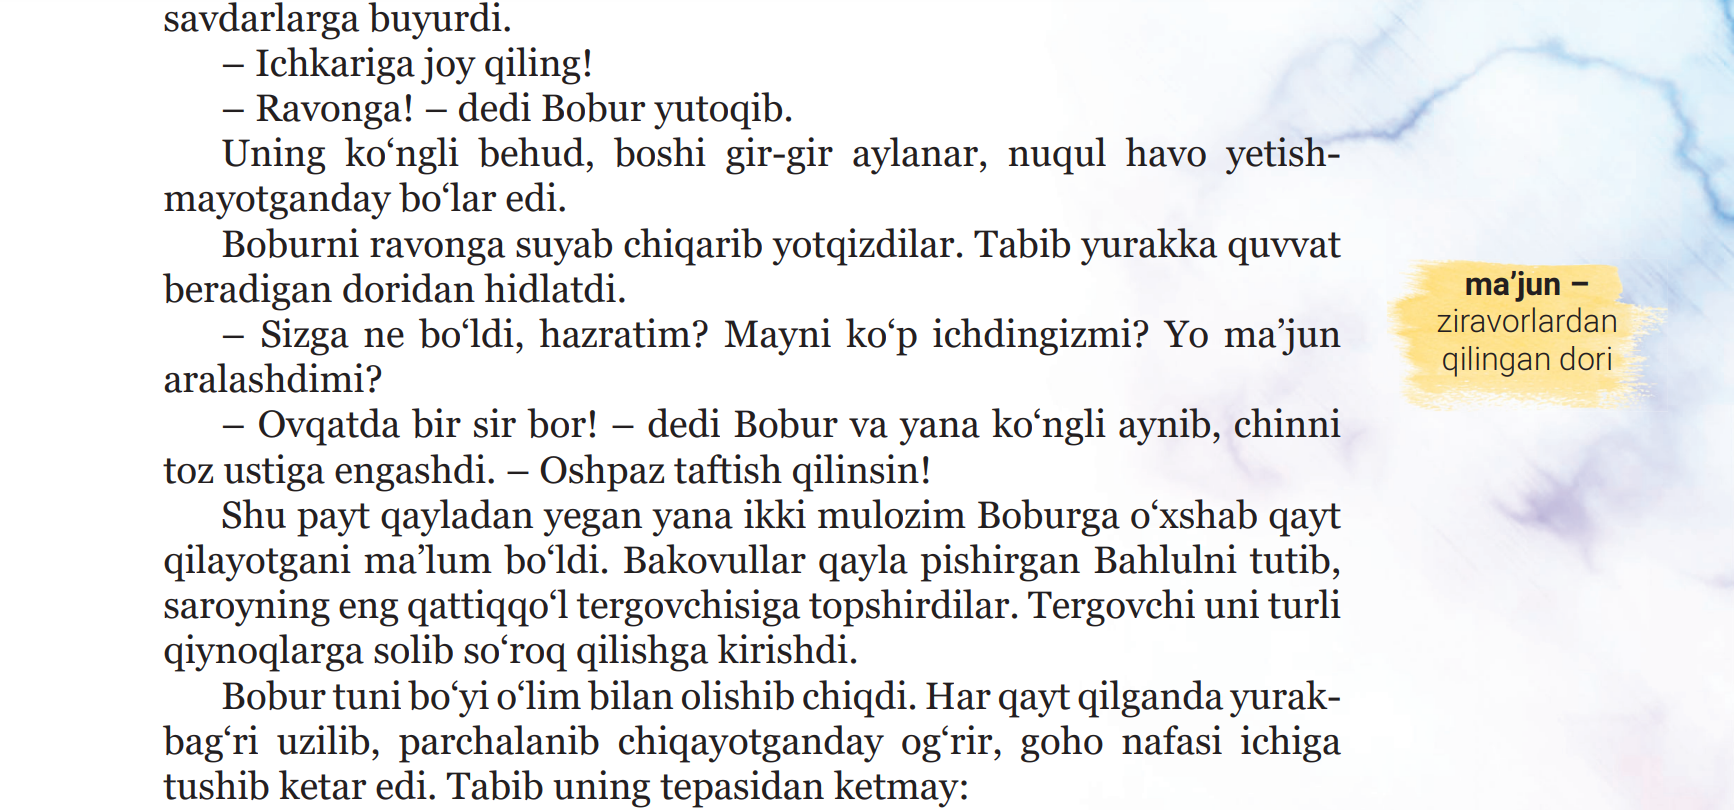 savdarlarga buyurdi.
– Ichkariga joy qiling!
– Ravonga! – dedi Bobur yutoqib.
Uning ko‘ngli behud, boshi gir-gir aylanar, nuqul havo yetish-
mayotganday bo‘lar edi.
Boburni ravonga suyab chiqarib yotqizdilar. Tabib yurakka quvvat
beradigan doridan hidlatdi.
– Sizga ne bo‘ldi, hazratim? Mayni ko‘p ichdingizmi? Yo ma’jun
aralashdimi?
– Ovqatda bir sir bor! – dedi Bobur va yana ko‘ngli aynib, chinni
toz ustiga engashdi. – Oshpaz taftish qilinsin!
Shu payt qayladan yegan yana ikki mulozim Boburga o‘xshab qayt
qilayotgani ma’lum bo‘ldi. Bakovullar qayla pishirgan Bahlulni tutib,
saroyning eng qattiqqo‘l tergovchisiga topshirdilar. Tergovchi uni turli
qiynoqlarga solib so‘roq qilishga kirishdi.
Bobur tuni bo‘yi o‘lim bilan olishib chiqdi. Har qayt qilganda yurak-
bag‘ri uzilib, parchalanib chiqayotganday og‘rir, goho nafasi ichiga
tushib ketar edi. Tabib uning tepasidan ketmay:
ma’jun –
ziravorlardan
qilingan dori